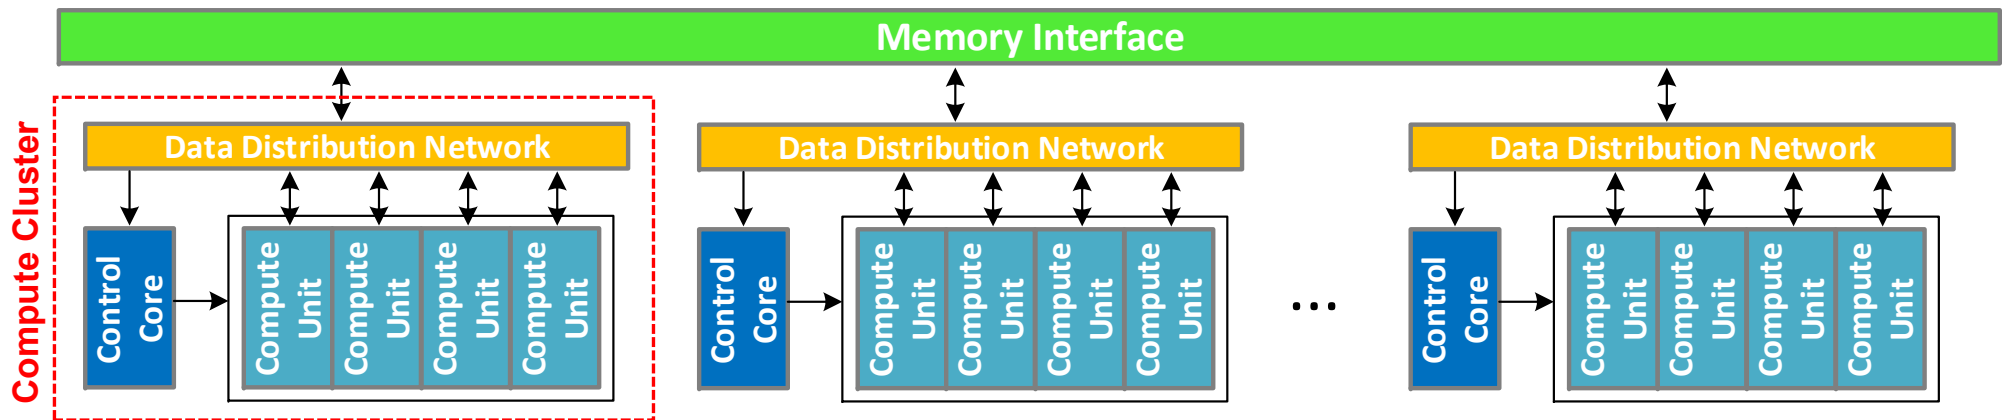 Memory Interface
Compute Cluster
Data Distribution Network
Control
Core
Compute
Unit
Compute
Unit
Compute
Unit
Compute
Unit
Data Distribution Network
Control
Core
Compute
Unit
Compute
Unit
Compute
Unit
Compute
Unit
...
Data Distribution Network
Control
Core
Compute
Unit
Compute
Unit
Compute
Unit
Compute
Unit